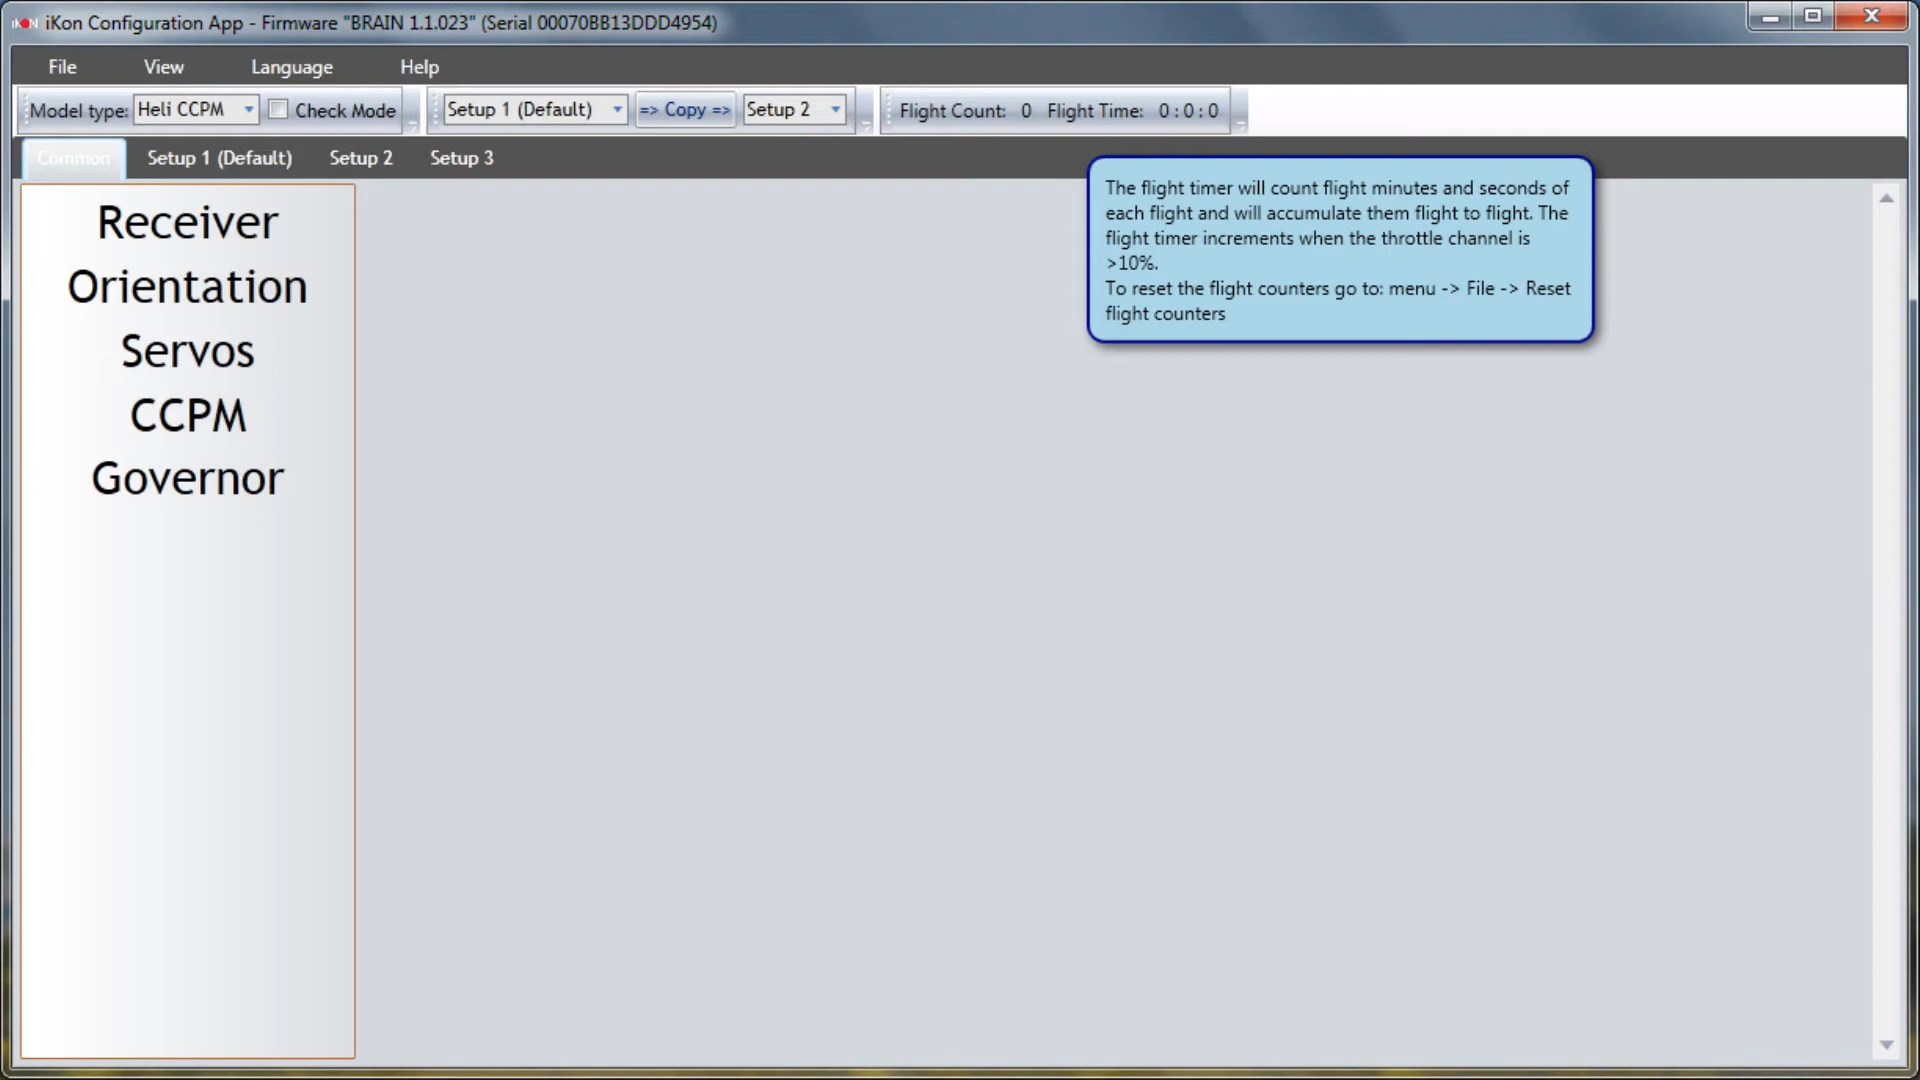 iKON iKon Configuration App - Firmware "BRAIN 1.1.023" (Serial 00070BB13DDD4954)
File View Language Help
Model type: Heli CCPM Check Mode Setup 1 (Default) => Copy => Setup 2 Flight Count: 0 Flight Time: 0 : 0 : 0
Common Setup 1 (Default) Setup 2 Setup 3
Receiver
Orientation
Servos
CCPM
Governor
The flight timer will count flight minutes and seconds of
each flight and will accumulate them flight to flight. The
flight timer increments when the throttle channel is
>10%.
To reset the flight counters go to: menu -> File -> Reset
flight counters